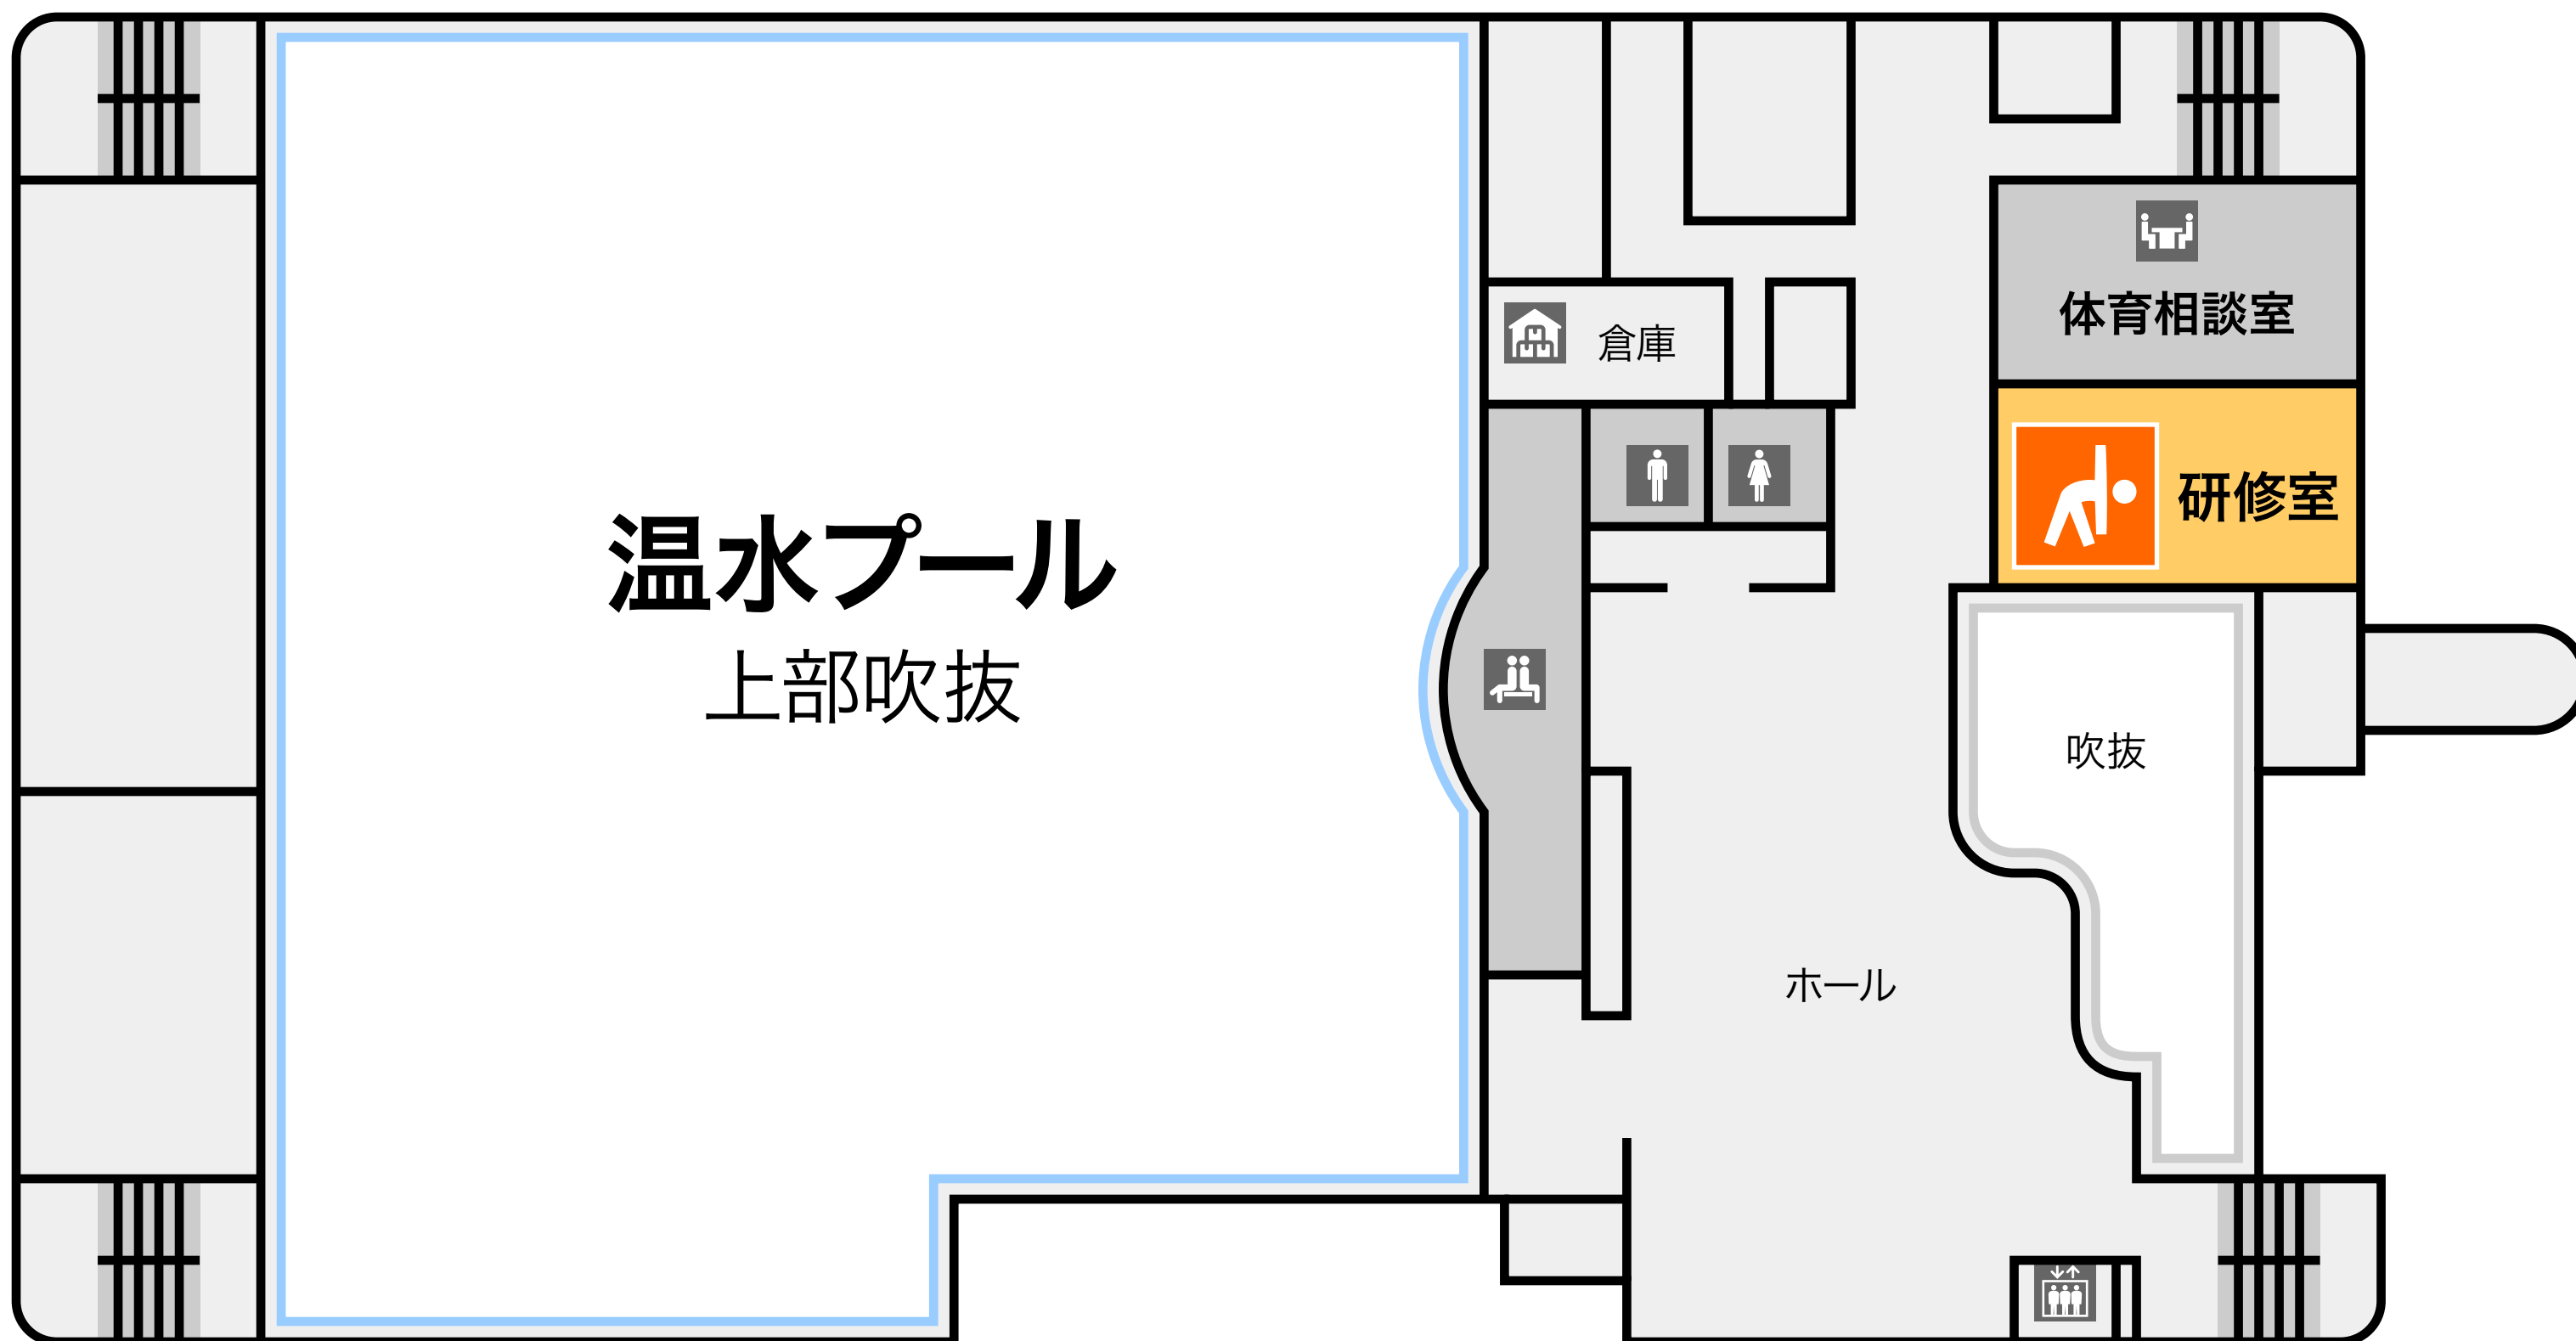 体育相談室
倉庫
研修室
温水プール
上部吹抜
吹抜
ホール